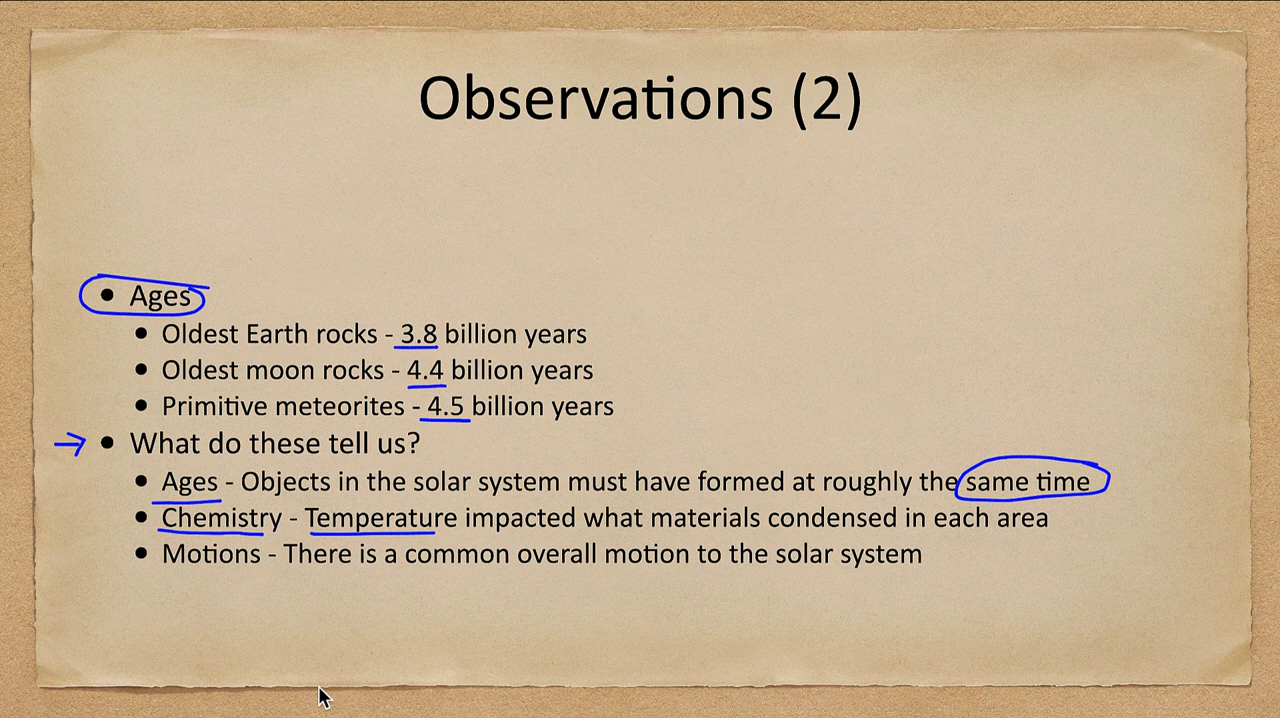 Observations (2)
• Ages
• Oldest Earth rocks - 3.8 billion years
• Oldest moon rocks - 4.4 billion years
• Primitive meteorites - 4.5 billion years
• What do these tell us?
• Ages - Objects in the solar system must have formed at roughly the same time
• Chemistry - Temperature impacted what materials condensed in each area
• Motions - There is a common overall motion to the solar system